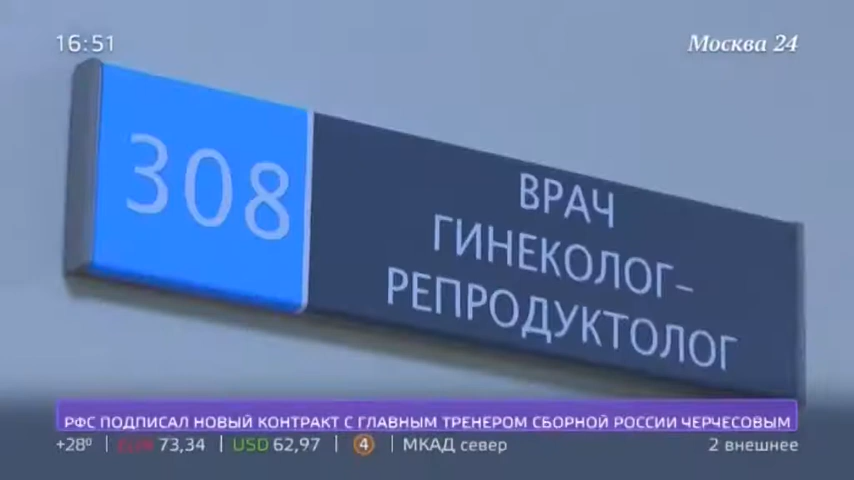 16:51
Москва 24
308
ВРАЧ
ГИНЕКОЛОГ-
РЕПРОДУКТОЛОГ
РФС ПОДПИСАЛ НОВЫЙ КОНТРАКТ С ГЛАВНЫМ ТРЕНЕРОМ СБОРНОЙ РОССИИ ЧЕРЧЕСОВЫМ
+28° | EUR 73,34 | USD 62,97 | 4 | МКАД север 2 внешнее